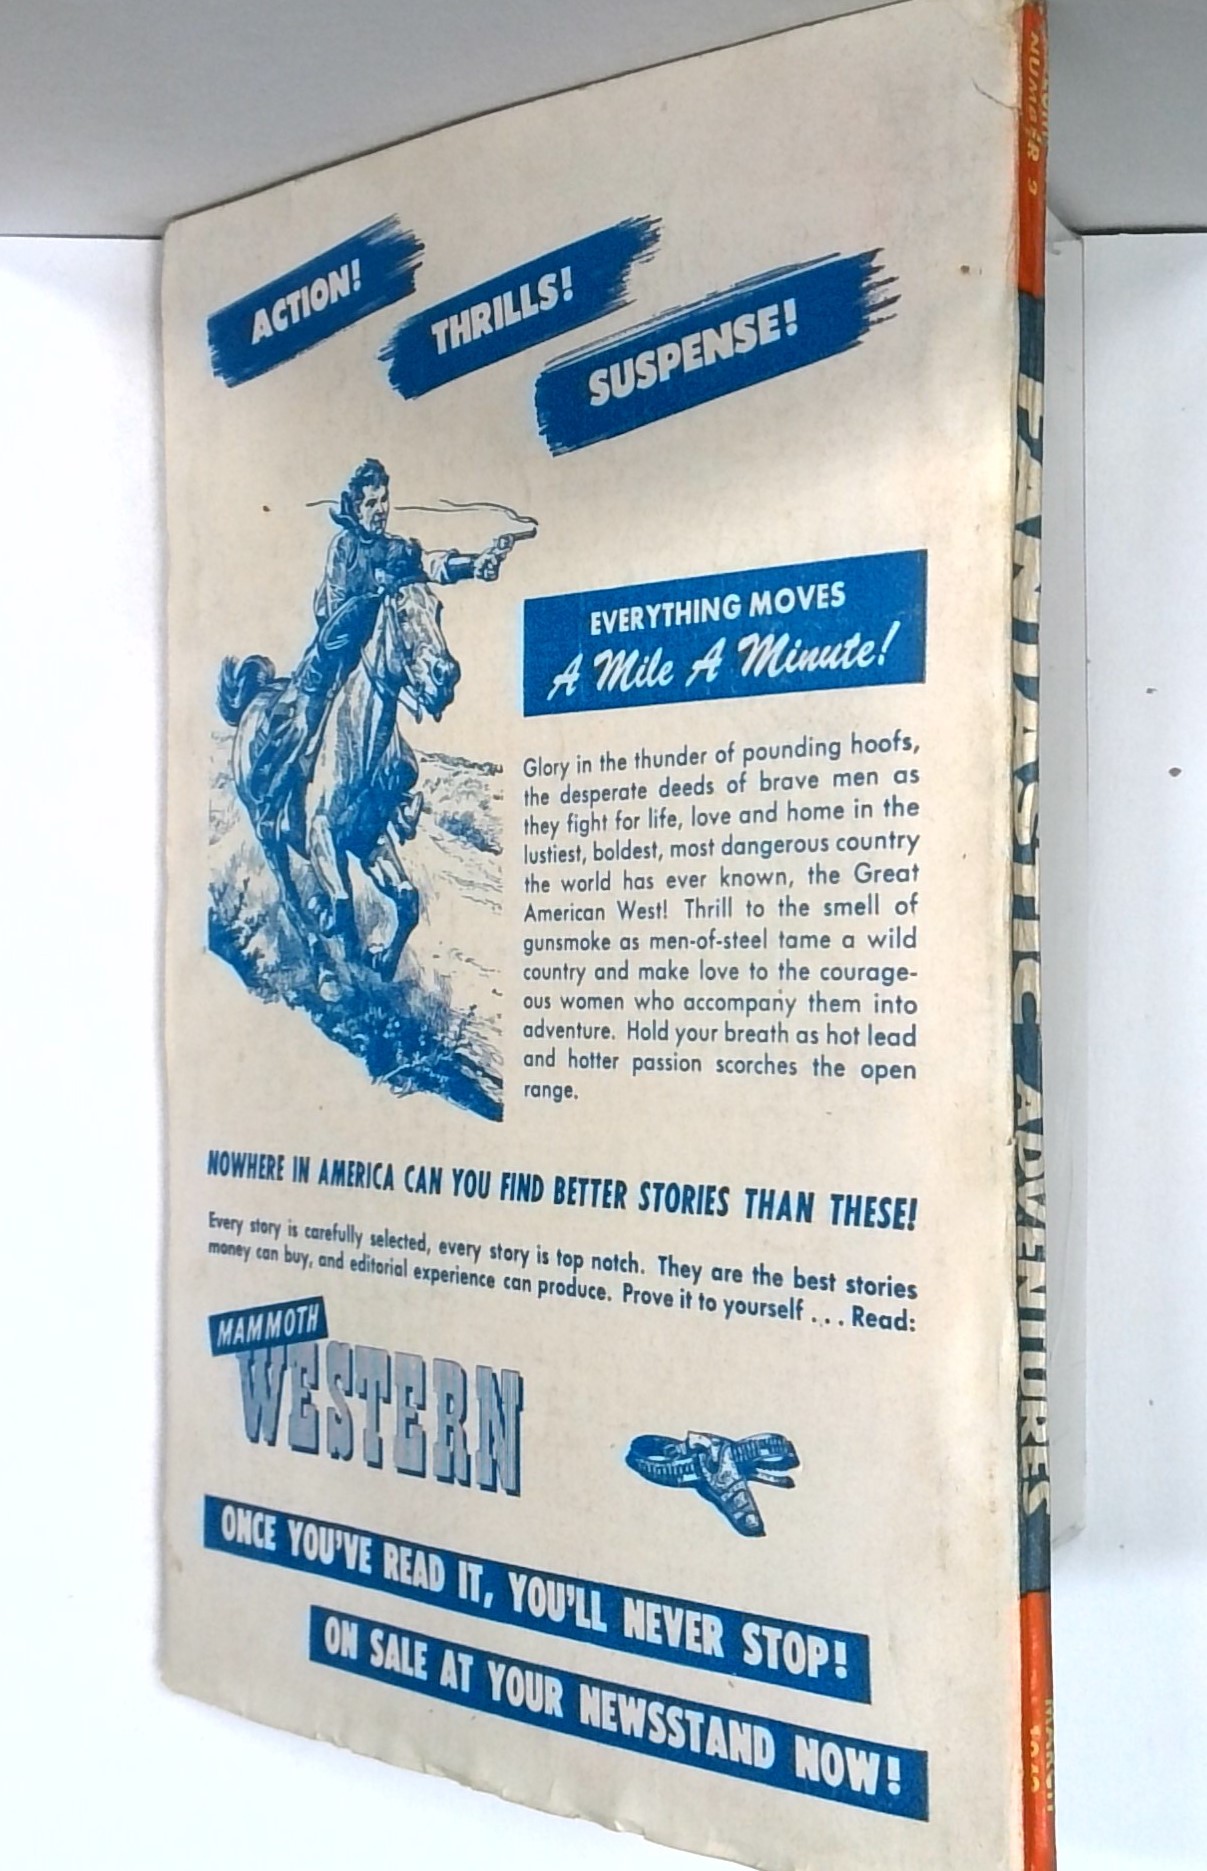 ACTION!
THRILLS!
SUSPENSE!
EVERYTHING MOVES
A Mile A Minute!
Glory in the thunder of pounding hoofs,
the desperate deeds of brave men as
they fight for life, love and home in the
lustiest, boldest, most dangerous country
the world has ever known, the Great
American West! Thrill to the smell of
gunsmoke as men-of-steel tame a wild
country and make love to the courage-
ous women who accompany them into
adventure. Hold your breath as hot lead
and hotter passion scorches the open
range.
NOWHERE IN AMERICA CAN YOU FIND BETTER STORIES THAN THESE!
Every story is carefully selected, every story is top notch. They are the best stories
money can buy, and editorial experience can produce. Prove it to yourself . . . Read:
MAMMOTH
WESTERN
ONCE YOU'VE READ IT, YOU'LL NEVER STOP!
ON SALE AT YOUR NEWSSTAND NOW!
NUMBER
FANTASTIC ADVENTURES
MARCH